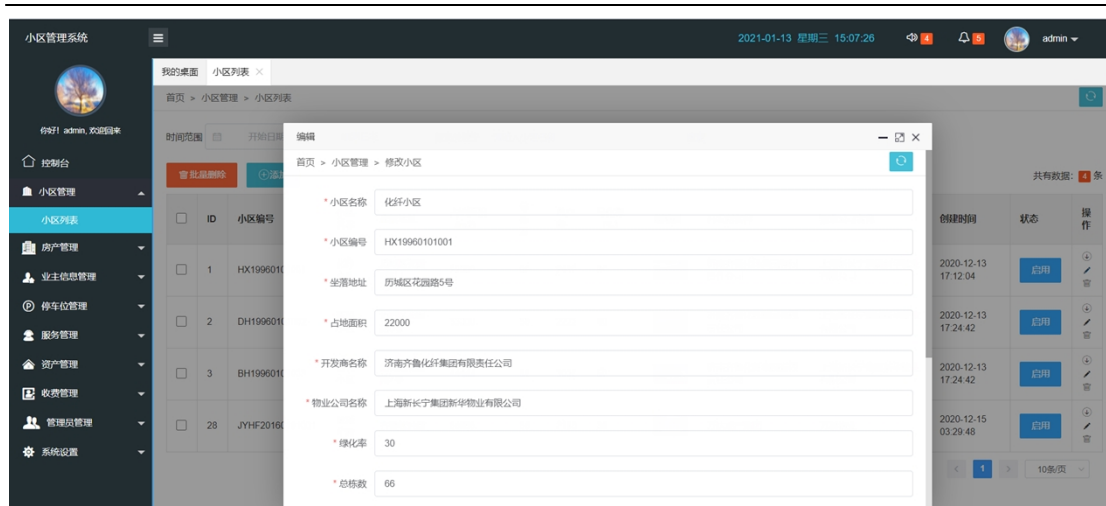 小区管理系统
2021-01-13 星期三 15:07:26
4
5
admin
你好！admin, 欢迎回来
控制台
小区管理
小区列表
房产管理
业主信息管理
停车位管理
服务管理
资产管理
收费管理
管理员管理
系统设置
我的桌面 小区列表
首页 > 小区管理 > 小区列表
时间范围 开始日期
批量删除
共有数据: 4 条
ID 小区编号 创建时间 状态 操作
1 HX1996010 2020-12-13 17:12:04 启用
2 DH1996010 2020-12-13 17:24:42 启用
3 BH1996010 2020-12-13 17:24:42 启用
28 JYHF20160 2020-12-15 03:29:48 启用
1 10条/页
编辑
首页 > 小区管理 > 修改小区
*小区名称 化纤小区
*小区编号 HX19960101001
*坐落地址 历城区花园路5号
*占地面积 22000
*开发商名称 济南齐鲁化纤集团有限责任公司
*物业公司名称 上海新长宁集团新华物业有限公司
*绿化率 30
*总栋数 66